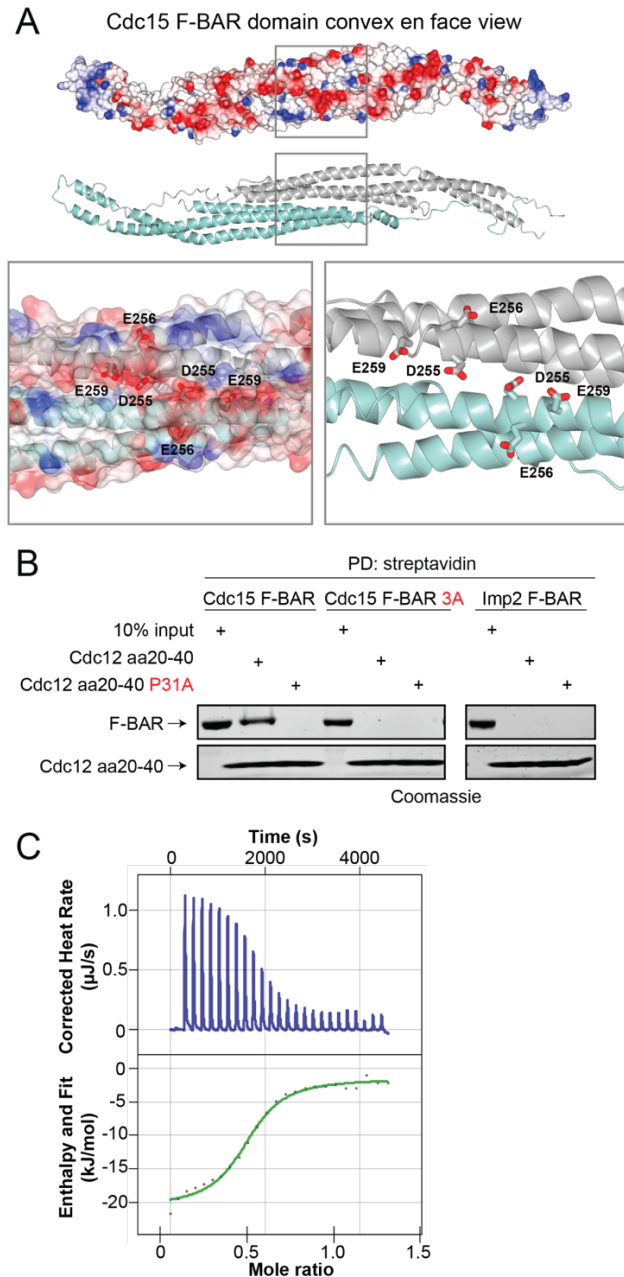 A
Cdc15 F-BAR domain convex en face view
E256
D255
E259
E259
D255
E256
E256
E259
D255
D255
E259
E256
B
PD: streptavidin
Cdc15 F-BAR Cdc15 F-BAR 3A Imp2 F-BAR
10% input + + +
Cdc12 aa20-40 + + +
Cdc12 aa20-40 P31A + + +
F-BAR →
Cdc12 aa20-40 →
Coomassie
C
Time (s)
0 2000 4000
Corrected Heat Rate
(µJ/s)
1.0
0.5
0
Enthalpy and Fit
(kJ/mol)
0
-5
-10
-15
-20
0 0.5 1.0 1.5
Mole ratio